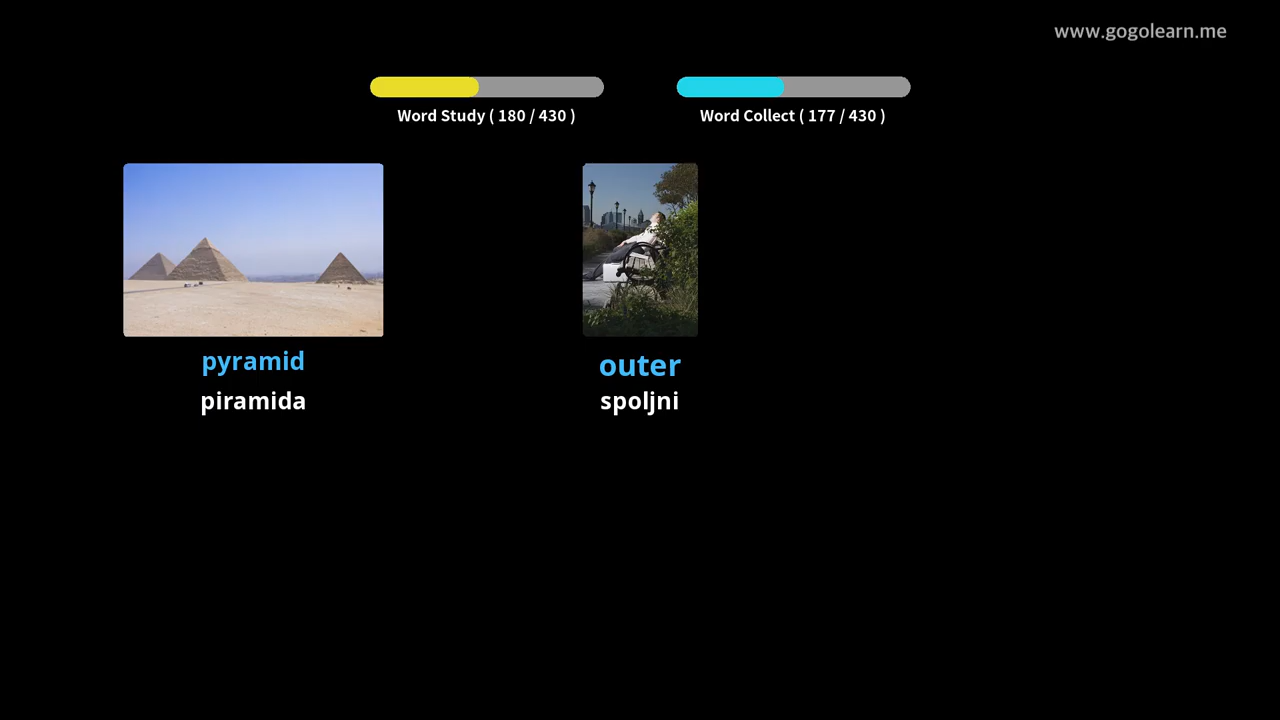 www.gogolearn.me
Word Study ( 180 / 430 )
Word Collect ( 177 / 430 )
pyramid
piramida
outer
spoljni